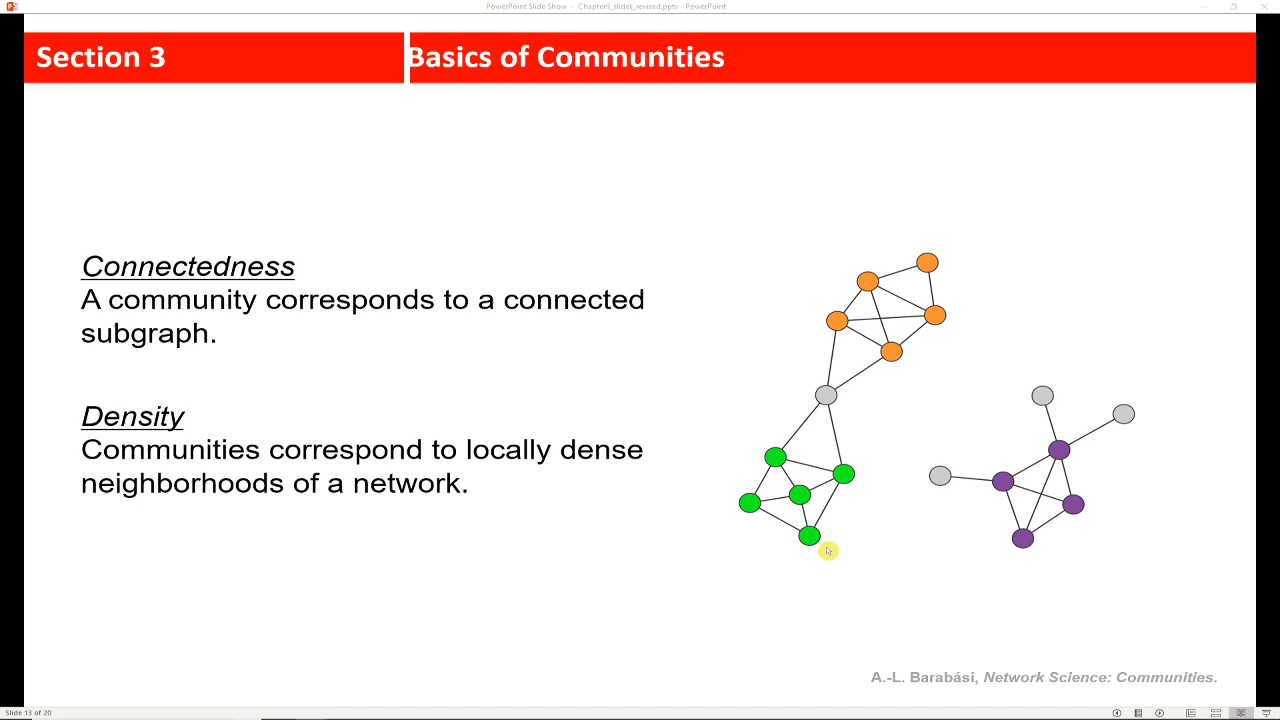 PowerPoint Slide Show - Chapter9_slides_revised.pptx - PowerPoint
Section 3
Basics of Communities
Connectedness
A community corresponds to a connected
subgraph.
Density
Communities correspond to locally dense
neighborhoods of a network.
A.-L. Barabási, Network Science: Communities.
Slide 13 of 20